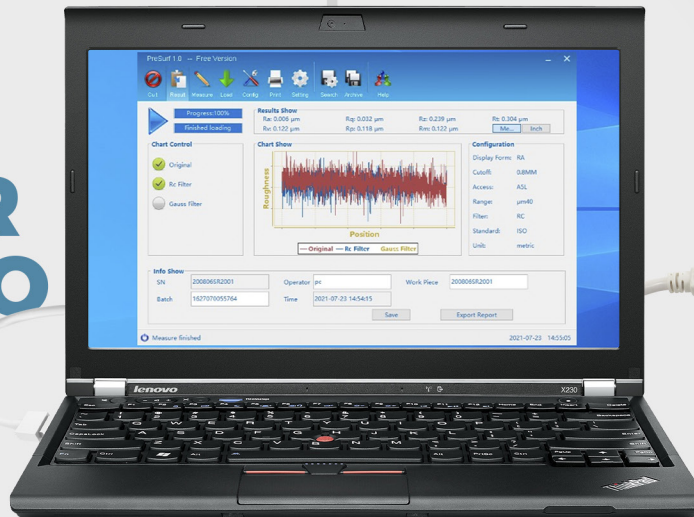 PreSurf 1.0 -- Free Version
Result Measure Load Config Print Setting Search Archive Help
Progress:100%
Finished loading
Results Show
Ra: 0.006 μm Rq: 0.032 μm Rz: 0.239 μm Rt: 0.304 μm
Rp: 0.118 μm Rm: 0.122 μm Me... Inch
Chart Control
Original
Rc Filter
Gauss Filter
Chart Show
Roughness
Position
Original Rc Filter Gauss Filter
Configuration
Display Form: RA
Cutoff: 0.8MM
Access: ASL
Range: μm40
Filter: RC
Standard: ISO
Unit: metric
Info Show
SN 200806SR2001 Operator pc Work Piece 200806SR2001
Batch 1627070055764 Time 2021-07-23 14:54:15
Save Export Report
Measure finished 2021-07-23 14:55:05
R
O
lenovo X230
ThinkPad